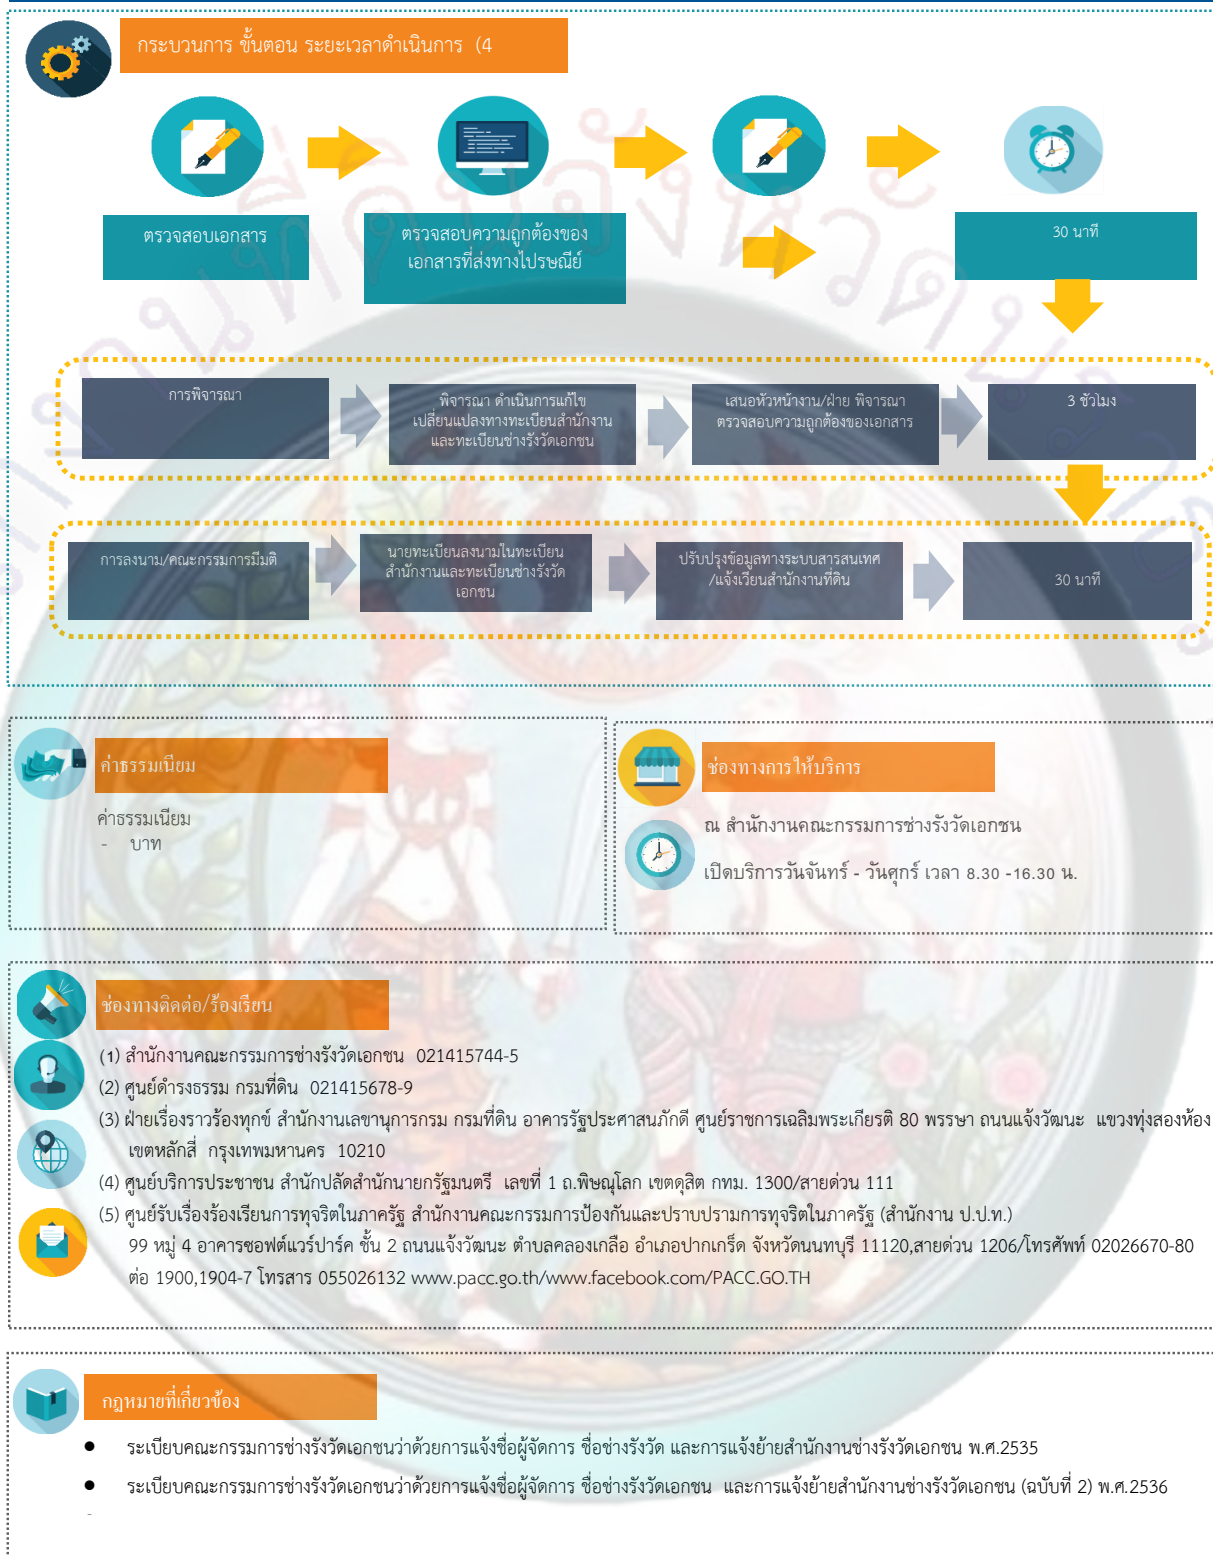 กระบวนการ ขั้นตอน ระยะเวลาดำเนินการ (4
ตรวจสอบเอกสาร
ตรวจสอบความถูกต้องของ
เอกสารที่ส่งทางไปรษณีย์
30 นาที
การพิจารณา
พิจารณา ดำเนินการแก้ไข
เปลี่ยนแปลงทางทะเบียนสำนักงาน
และทะเบียนช่างรังวัดเอกชน
เสนอหัวหน้างาน/ฝ่าย พิจารณา
ตรวจสอบความถูกต้องของเอกสาร
3 ชั่วโมง
การลงนาม/คณะกรรมการมีมติ
นายทะเบียนลงนามในทะเบียน
สำนักงานและทะเบียนช่างรังวัด
เอกชน
ปรับปรุงข้อมูลทางระบบสารสนเทศ
/แจ้งเวียนสำนักงานที่ดิน
30 นาที
ค่าธรรมเนียม
ค่าธรรมเนียม
- บาท
ช่องทางการให้บริการ
ณ สำนักงานคณะกรรมการช่างรังวัดเอกชน
เปิดบริการวันจันทร์ - วันศุกร์ เวลา 8.30 -16.30 น.
ช่องทางติดต่อ/ร้องเรียน
(1) สำนักงานคณะกรรมการช่างรังวัดเอกชน 021415744-5
(2) ศูนย์ดำรงธรรม กรมที่ดิน 021415678-9
(3) ฝ่ายเรื่องราวร้องทุกข์ สำนักงานเลขานุการกรม กรมที่ดิน อาคารรัฐประศาสนภักดี ศูนย์ราชการเฉลิมพระเกียรติ 80 พรรษา ถนนแจ้งวัฒนะ แขวงทุ่งสองห้อง
เขตหลักสี่ กรุงเทพมหานคร 10210
(4) ศูนย์บริการประชาชน สำนักปลัดสำนักนายกรัฐมนตรี เลขที่ 1 ถ.พิษณุโลก เขตดุสิต กทม. 1300/สายด่วน 111
(5) ศูนย์รับเรื่องร้องเรียนการทุจริตในภาครัฐ สำนักงานคณะกรรมการป้องกันและปราบปรามการทุจริตในภาครัฐ (สำนักงาน ป.ป.ท.)
99 หมู่ 4 อาคารซอฟต์แวร์ปาร์ค ชั้น 2 ถนนแจ้งวัฒนะ ตำบลคลองเกลือ อำเภอปากเกร็ด จังหวัดนนทบุรี 11120,สายด่วน 1206/โทรศัพท์ 02026670-80
ต่อ 1900,1904-7 โทรสาร 055026132 www.pacc.go.th/www.facebook.com/PACC.GO.TH
กฎหมายที่เกี่ยวข้อง
● ระเบียบคณะกรรมการช่างรังวัดเอกชนว่าด้วยการแจ้งชื่อผู้จัดการ ชื่อช่างรังวัด และการแจ้งย้ายสำนักงานช่างรังวัดเอกชน พ.ศ.2535
● ระเบียบคณะกรรมการช่างรังวัดเอกชนว่าด้วยการแจ้งชื่อผู้จัดการ ชื่อช่างรังวัดเอกชน และการแจ้งย้ายสำนักงานช่างรังวัดเอกชน (ฉบับที่ 2) พ.ศ.2536